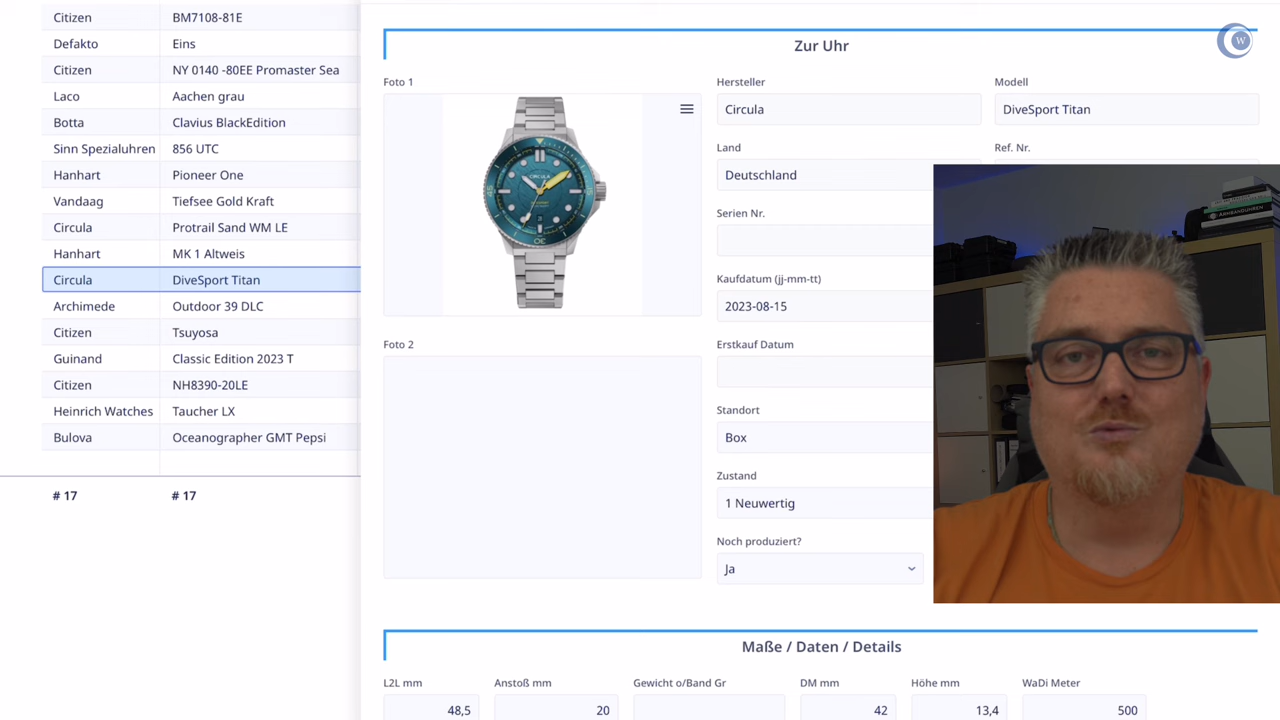 Citizen BM7108-81E
Defakto Eins
Citizen NY 0140 -80EE Promaster Sea
Laco Aachen grau
Botta Clavius BlackEdition
Sinn Spezialuhren 856 UTC
Hanhart Pioneer One
Vandaag Tiefsee Gold Kraft
Circula Protrail Sand WM LE
Hanhart MK 1 Altweis
Circula DiveSport Titan
Archimede Outdoor 39 DLC
Citizen Tsuyosa
Guinand Classic Edition 2023 T
Citizen NH8390-20LE
Heinrich Watches Taucher LX
Bulova Oceanographer GMT Pepsi
# 17 # 17
Zur Uhr
W
Foto 1
CIRCULA
Hersteller
Circula
Modell
DiveSport Titan
Land
Deutschland
Ref. Nr.
Serien Nr.
Kaufdatum (jj-mm-tt)
2023-08-15
Foto 2
Erstkauf Datum
Standort
Box
Zustand
1 Neuwertig
Noch produziert?
Ja
ARMBANDUHREN
Maße / Daten / Details
L2L mm Anstoß mm Gewicht o/Band Gr DM mm Höhe mm WaDi Meter
48,5 20 42 13,4 500